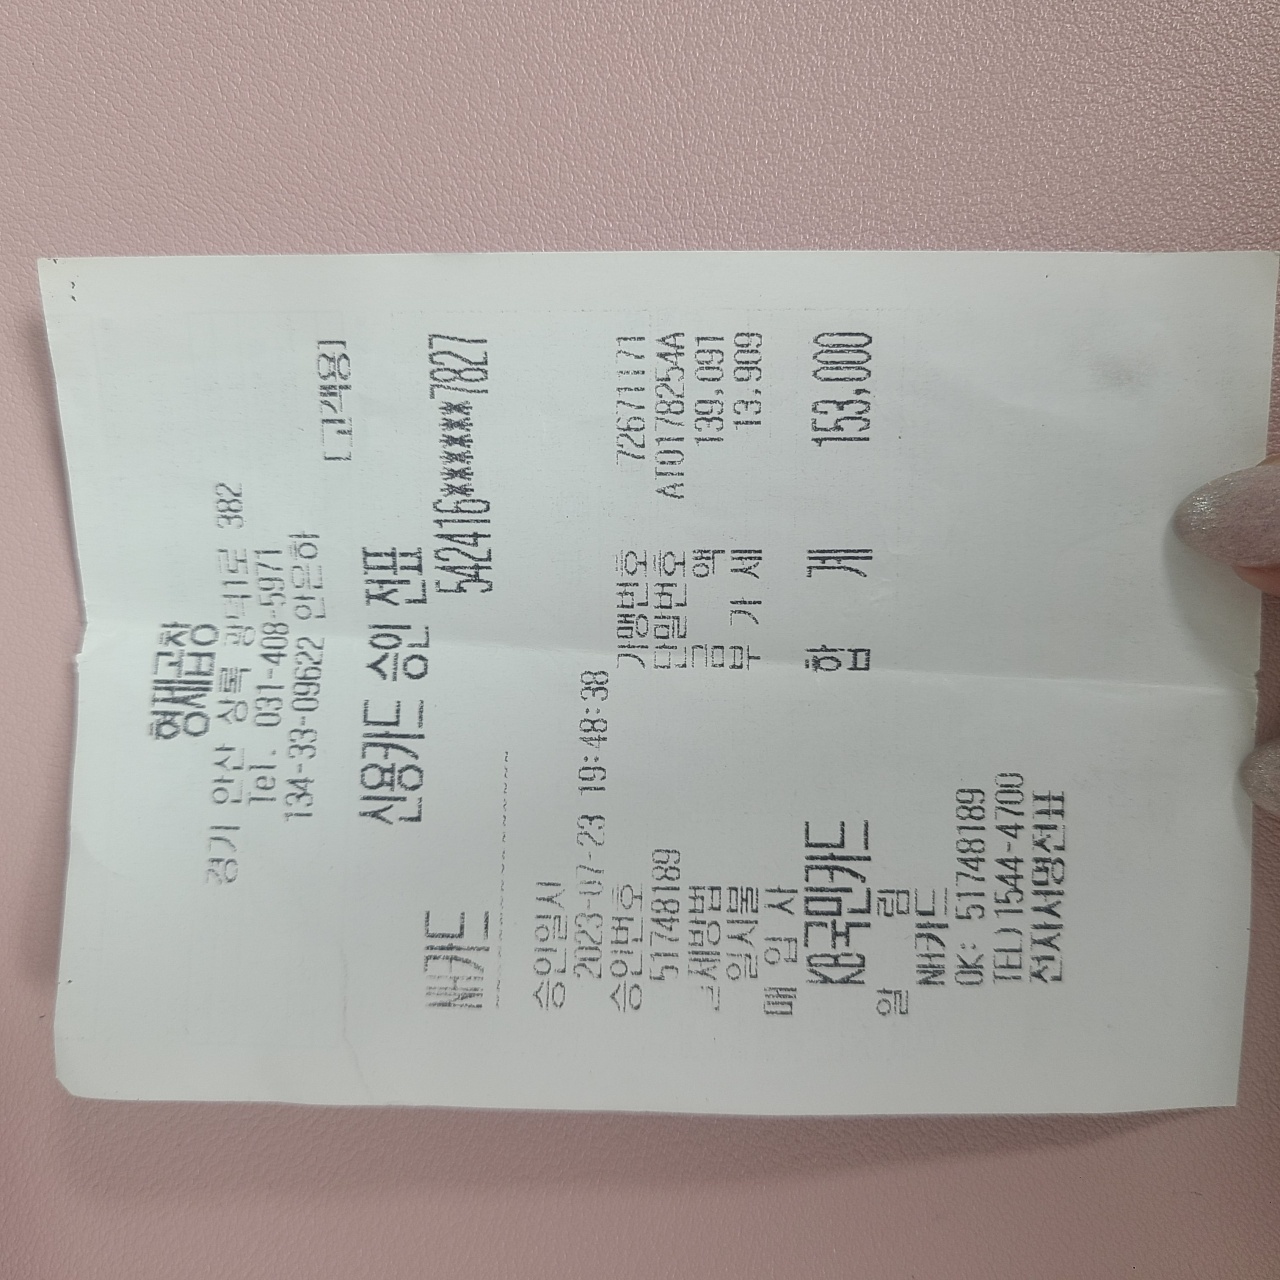 형제곱창
경기 안산 상록 광덕1로 382
Tel. 031-408-5971
134-33-09622 안은하
[고객용]
신용카드 승인 전표
NH카드 542416******7827
승인일시
2023-07-23 19:48:38
승인번호 가맹번호 72671171
51748189 단말번호 AT0178254A
결제방법 금 액 139,091
일시불 부 가 세 13,909
매 입 사
KB국민카드 합 계 153,000
알 림
NH카드
OK: 51748189
TEL)1544-4700
전자서명전표